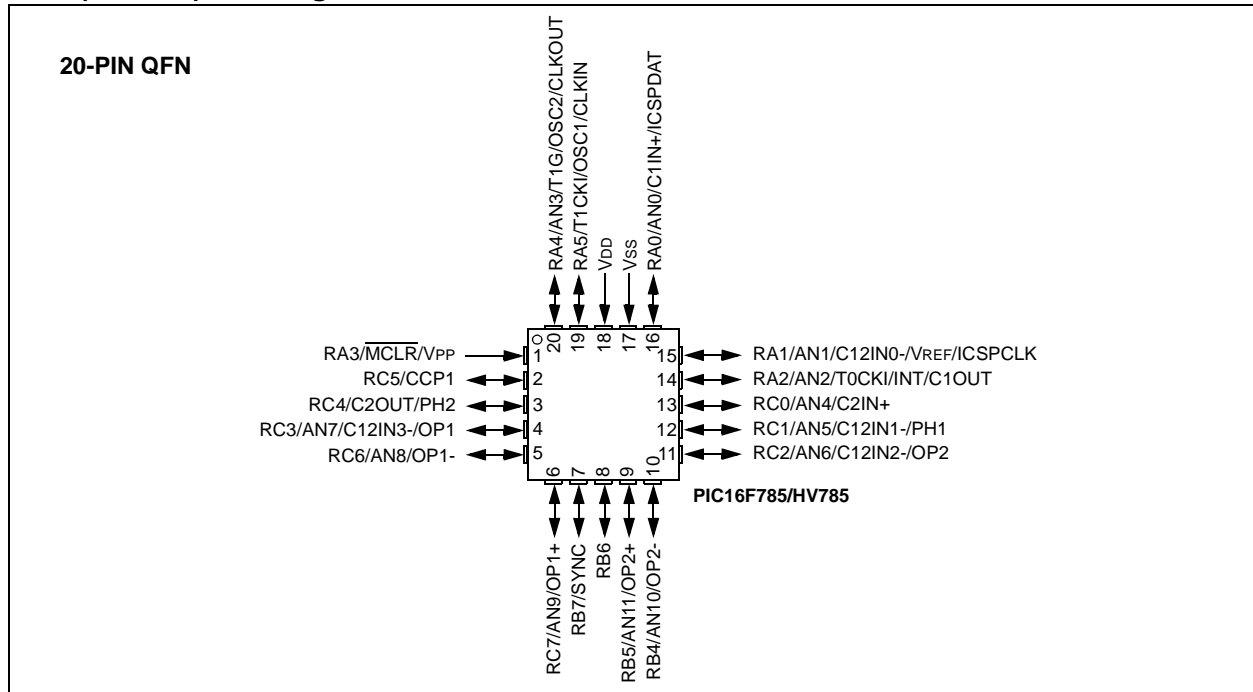 20-PIN QFN
RA4/AN3/T1G/OSC2/CLKOUT
RA5/T1CKI/OSC1/CLKIN
VDD
VSS
RA0/AN0/C1IN+/ICSPDAT
20
19
18
17
16
RA3/MCLR/VPP
1
RC5/CCP1
2
RC4/C2OUT/PH2
3
RC3/AN7/C12IN3-/OP1
4
RC6/AN8/OP1-
5
15
RA1/AN1/C12IN0-/VREF/ICSPCLK
14
RA2/AN2/T0CKI/INT/C1OUT
13
RC0/AN4/C2IN+
12
RC1/AN5/C12IN1-/PH1
11
RC2/AN6/C12IN2-/OP2
6
7
8
9
10
PIC16F785/HV785
RC7/AN9/OP1+
RB7/SYNC
RB6
RB5/AN11/OP2+
RB4/AN10/OP2-